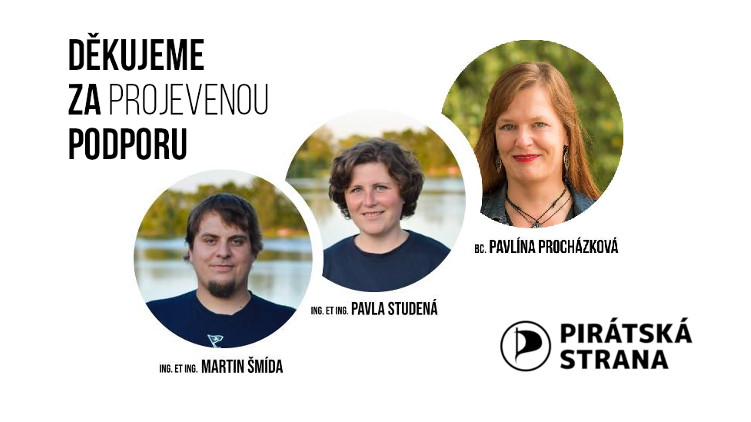 DĚKUJEME
ZA PROJEVENOU
PODPORU
BC. PAVLÍNA PROCHÁZKOVÁ
ING. ET ING. PAVLA STUDENÁ
ING. ET ING. MARTIN ŠMÍDA
PIRÁTSKÁ
STRANA